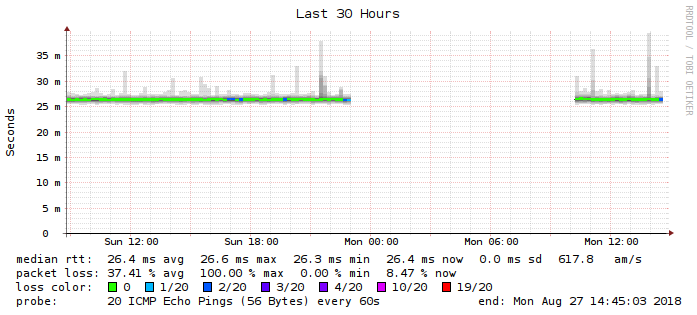 Last 30 Hours
RRDTOOL / TOBI OETIKER
Seconds
35 m
30 m
25 m
20 m
15 m
10 m
5 m
0
Sun 12:00 Sun 18:00 Mon 00:00 Mon 06:00 Mon 12:00
median rtt: 26.4 ms avg 26.6 ms max 26.3 ms min 26.4 ms now 0.0 ms sd 617.8 am/s
packet loss: 37.41 % avg 100.00 % max 0.00 % min 8.47 % now
loss color: 0 1/20 2/20 3/20 4/20 10/20 19/20
probe: 20 ICMP Echo Pings (56 Bytes) every 60s end: Mon Aug 27 14:45:03 2018